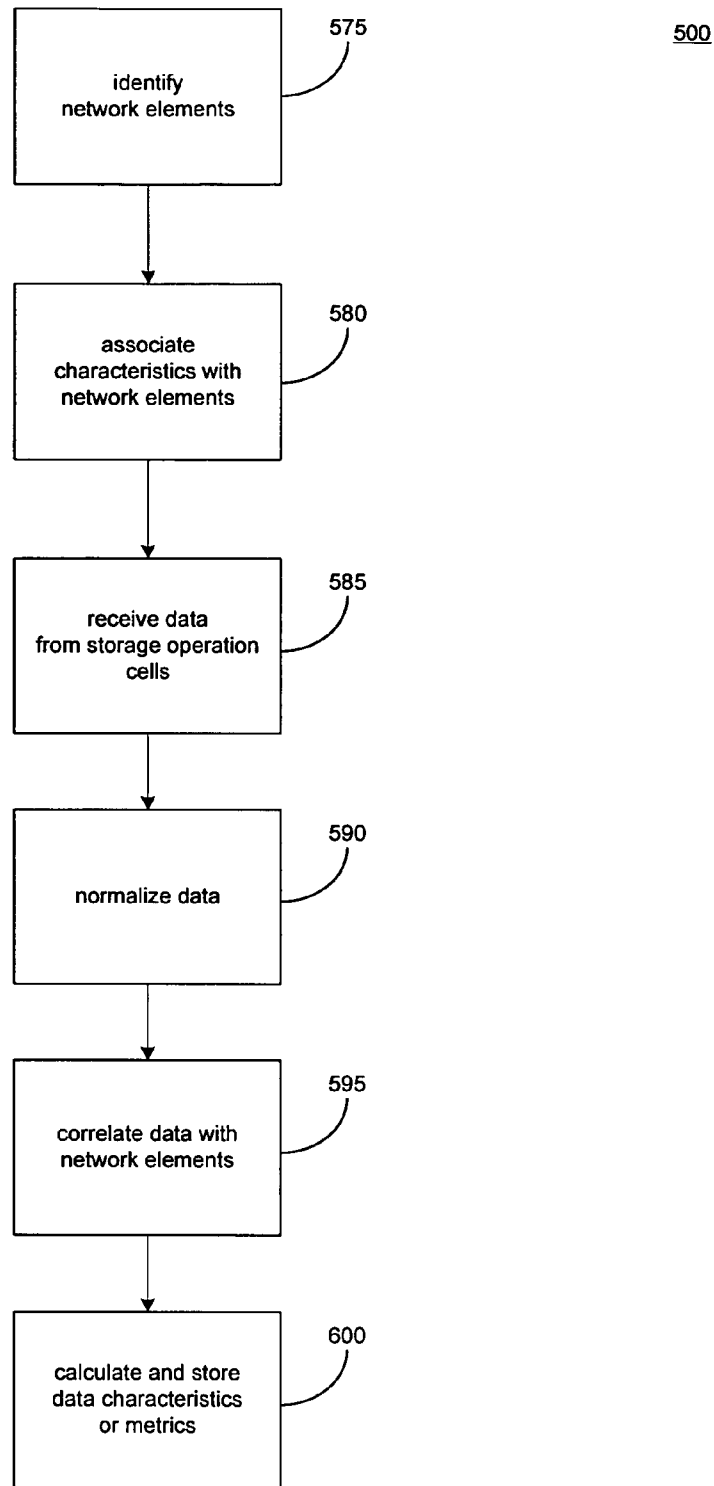 575
500
identify
network elements
580
associate
characteristics with
network elements
585
receive data
from storage operation
cells
590
normalize data
595
correlate data with
network elements
600
calculate and store
data characteristics
or metrics